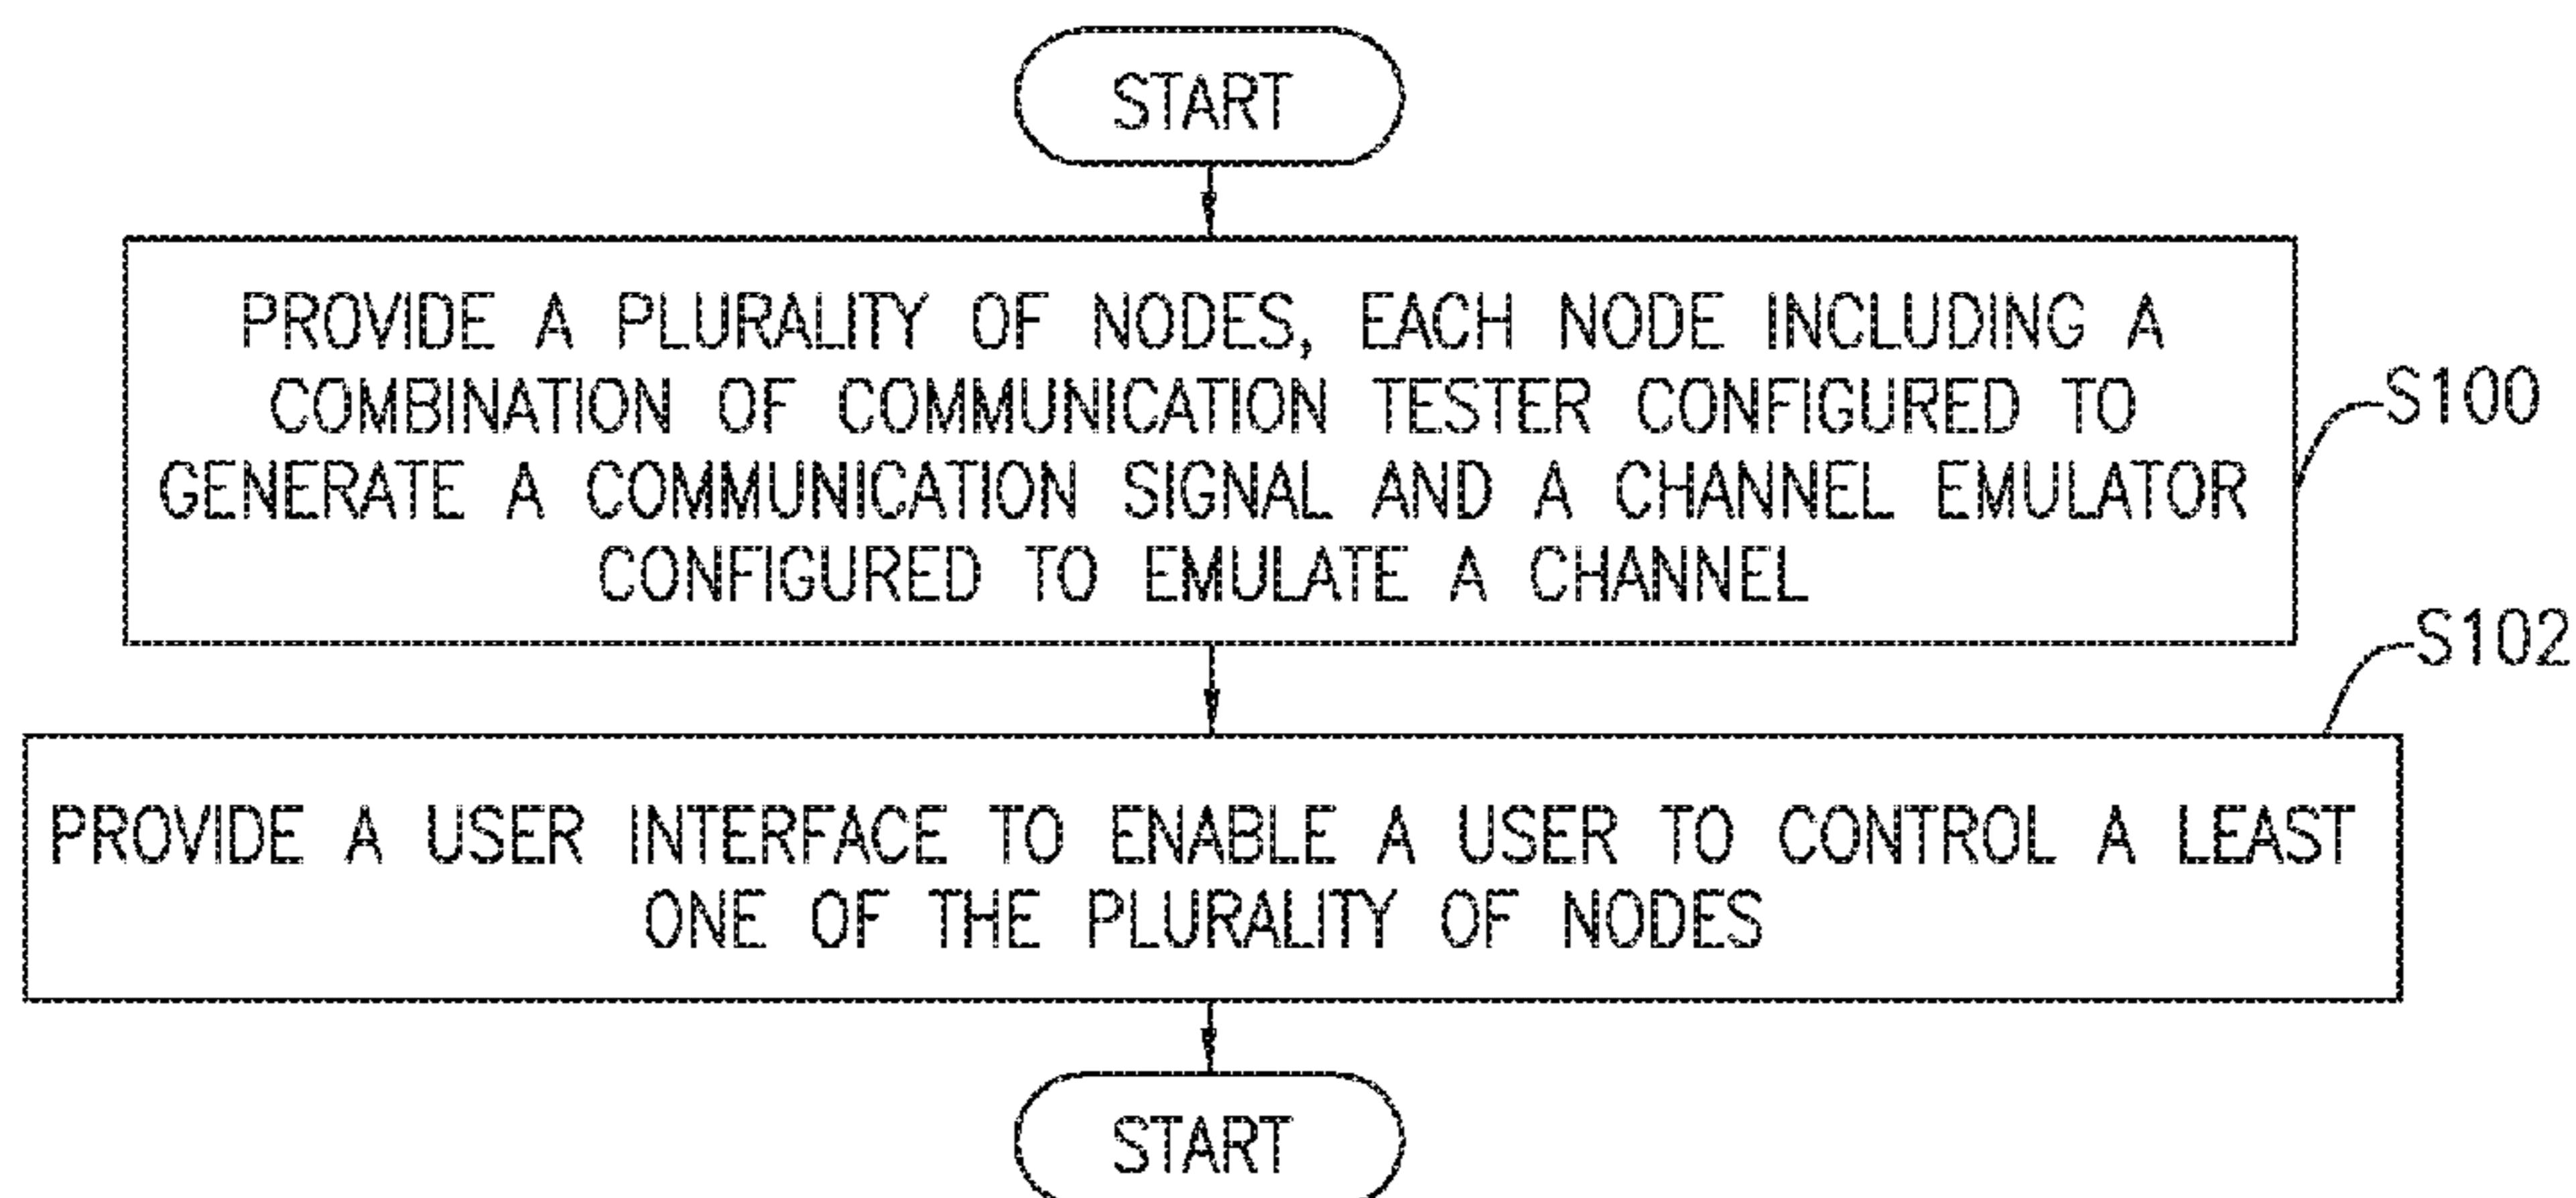 START
PROVIDE A PLURALITY OF NODES, EACH NODE INCLUDING A
COMBINATION OF COMMUNICATION TESTER CONFIGURED TO
GENERATE A COMMUNICATION SIGNAL AND A CHANNEL EMULATOR
CONFIGURED TO EMULATE A CHANNEL
S100
S102
PROVIDE A USER INTERFACE TO ENABLE A USER TO CONTROL A LEAST
ONE OF THE PLURALITY OF NODES
START